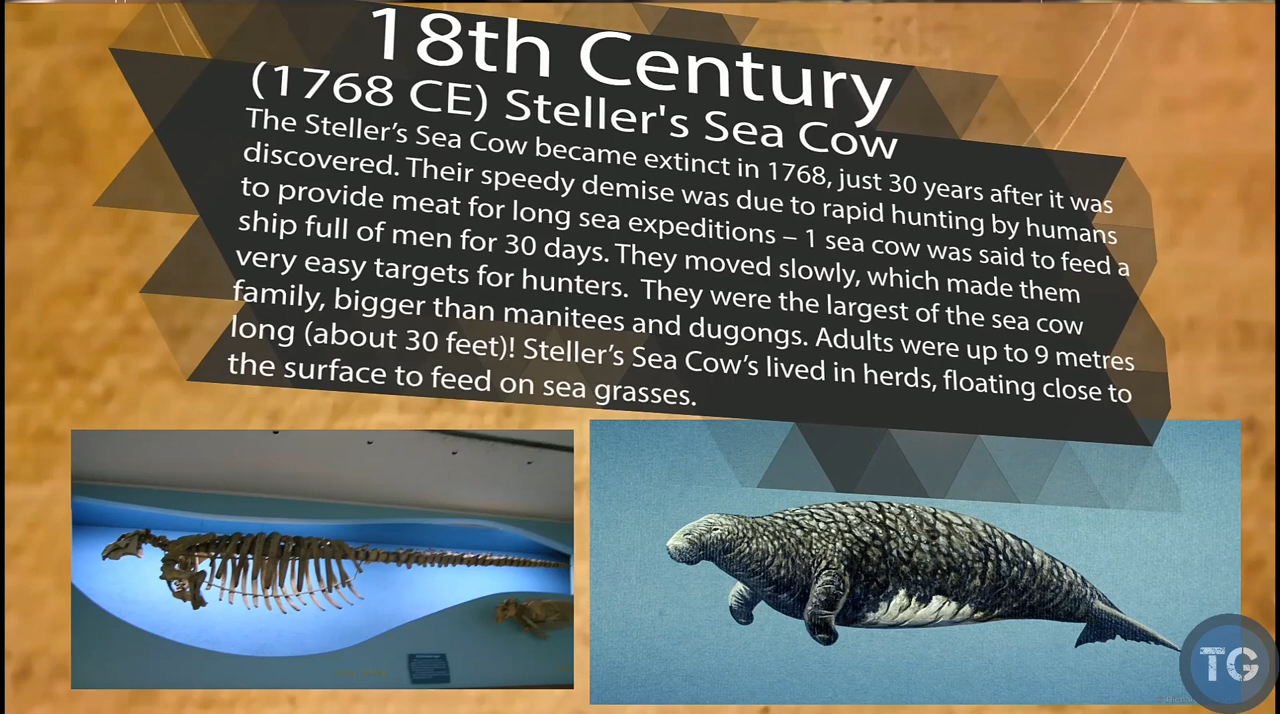 18th Century
(1768 CE) Steller's Sea Cow
The Steller’s Sea Cow became extinct in 1768, just 30 years after it was
discovered. Their speedy demise was due to rapid hunting by humans
to provide meat for long sea expeditions – 1 sea cow was said to feed a
ship full of men for 30 days. They moved slowly, which made them
very easy targets for hunters.  They were the largest of the sea cow
family, bigger than manitees and dugongs. Adults were up to 9 metres
long (about 30 feet)! Steller’s Sea Cow’s lived in herds, floating close to
the surface to feed on sea grasses.
TG